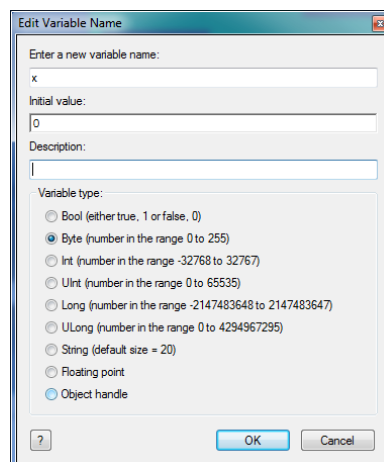 Edit Variable Name
Enter a new variable name:
x
Initial value:
0
Description:
Variable type:
Bool (either true, 1 or false, 0)
Byte (number in the range 0 to 255)
Int (number in the range -32768 to 32767)
UInt (number in the range 0 to 65535)
Long (number in the range -2147483648 to 2147483647)
ULong (number in the range 0 to 4294967295)
String (default size = 20)
Floating point
Object handle
? OK Cancel